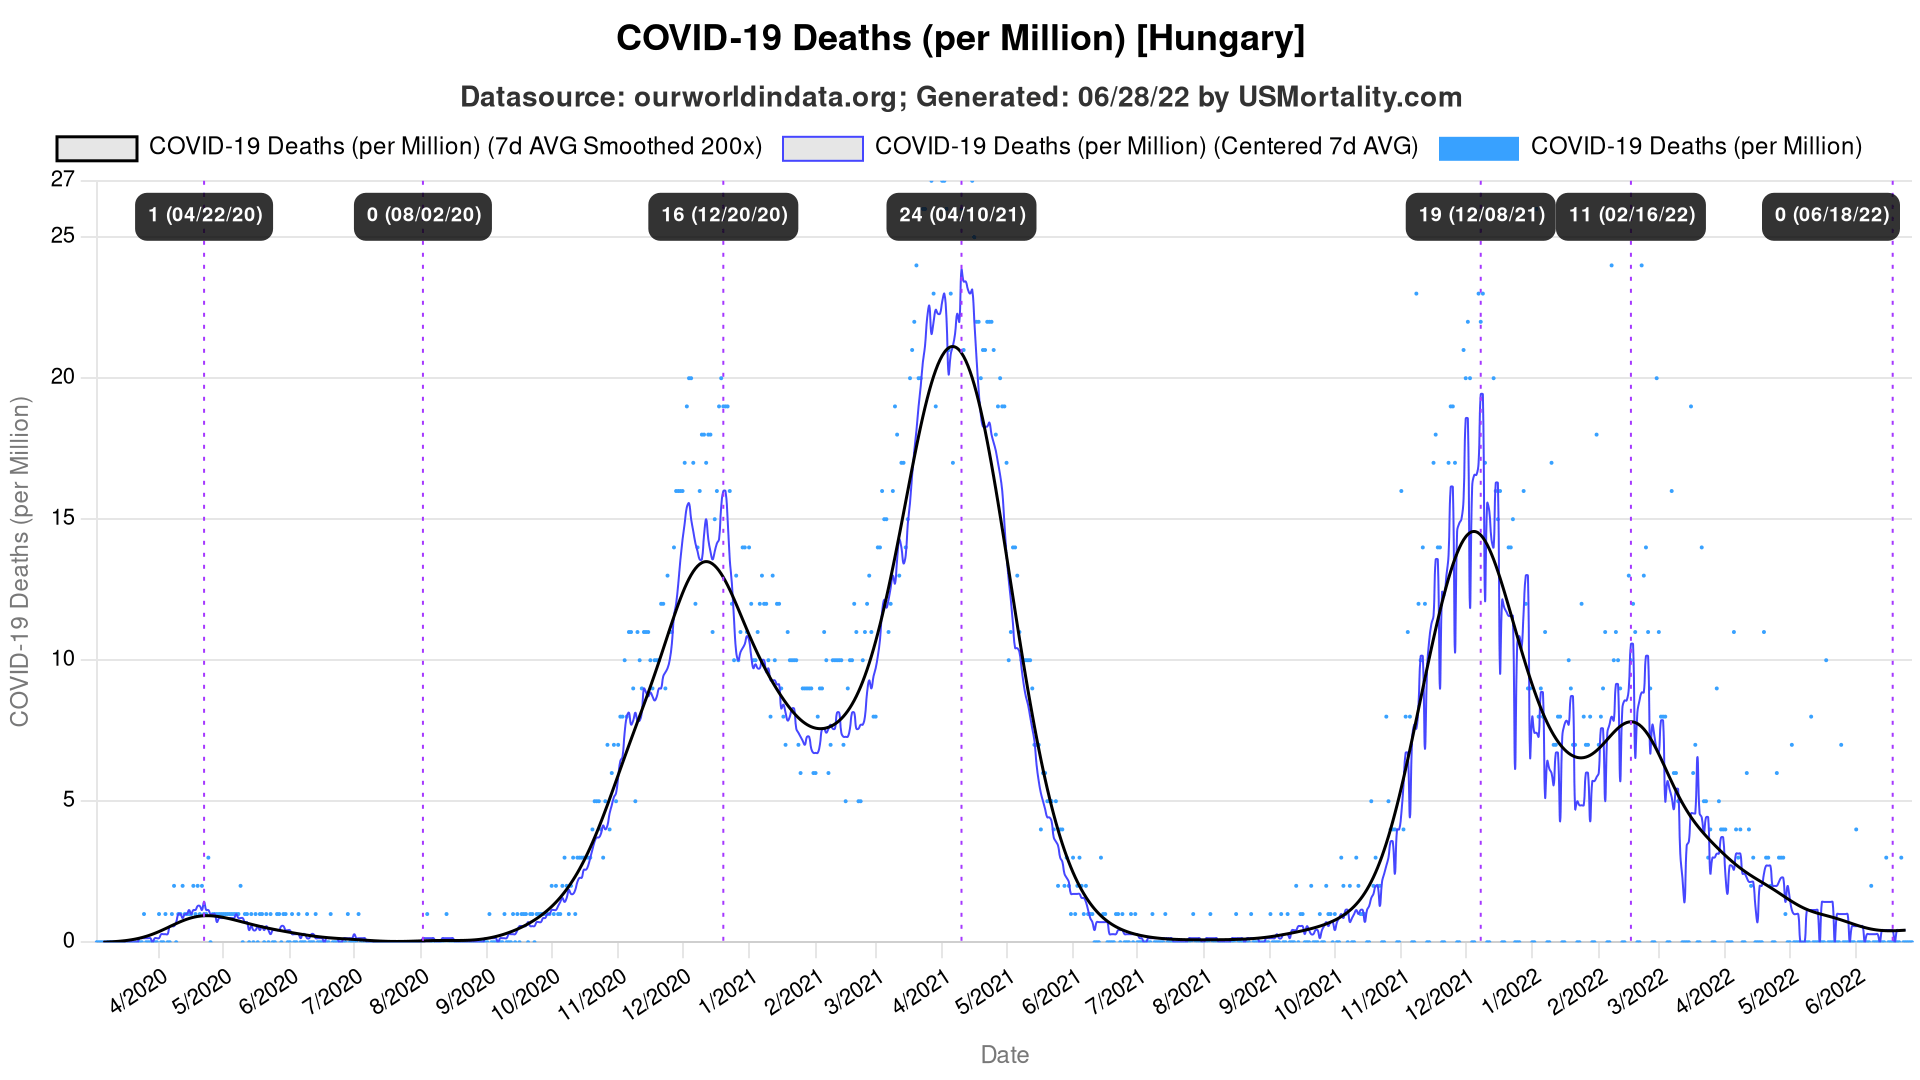 COVID-19 Deaths (per Million) [Hungary]
Datasource: ourworldindata.org; Generated: 06/28/22 by USMortality.com
COVID-19 Deaths (per Million) (7d AVG Smoothed 200x) COVID-19 Deaths (per Million) (Centered 7d AVG) COVID-19 Deaths (per Million)
27
1 (04/22/20) 0 (08/02/20) 16 (12/20/20) 24 (04/10/21) 19 (12/08/21) 11 (02/16/22) 0 (06/18/22)
25
20
15
10
5
0
COVID-19 Deaths (per Million)
4/2020 5/2020 6/2020 7/2020 8/2020 9/2020 10/2020 11/2020 12/2020 1/2021 2/2021 3/2021 4/2021 5/2021 6/2021 7/2021 8/2021 9/2021 10/2021 11/2021 12/2021 1/2022 2/2022 3/2022 4/2022 5/2022 6/2022
Date